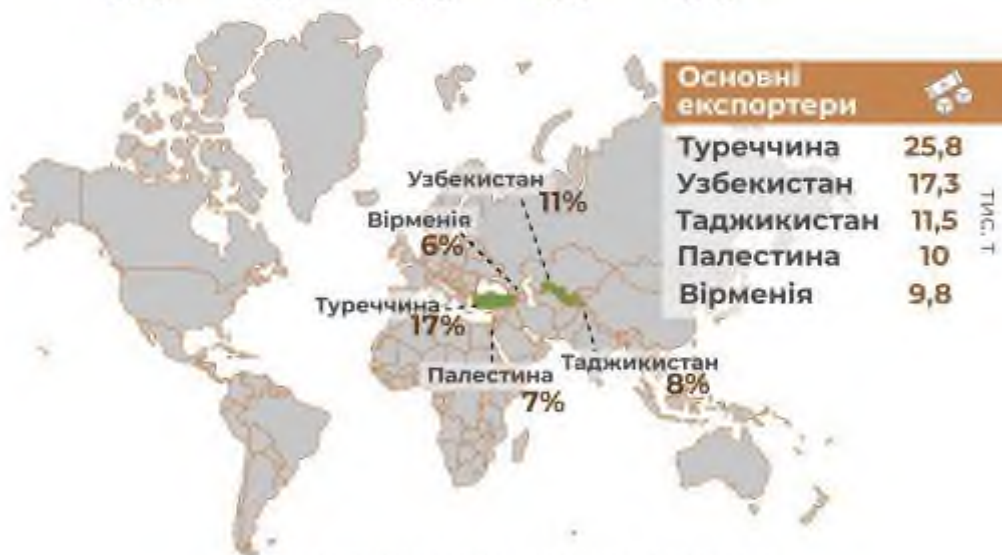 Основні
експортери
Туреччина 25,8
Узбекистан 17,3
Таджикистан 11,5
Палестина 10
Вірменія 9,8
тис. т
Узбекистан
11%
Вірменія
6%
Туреччина
17%
Палестина
7%
Таджикистан
8%